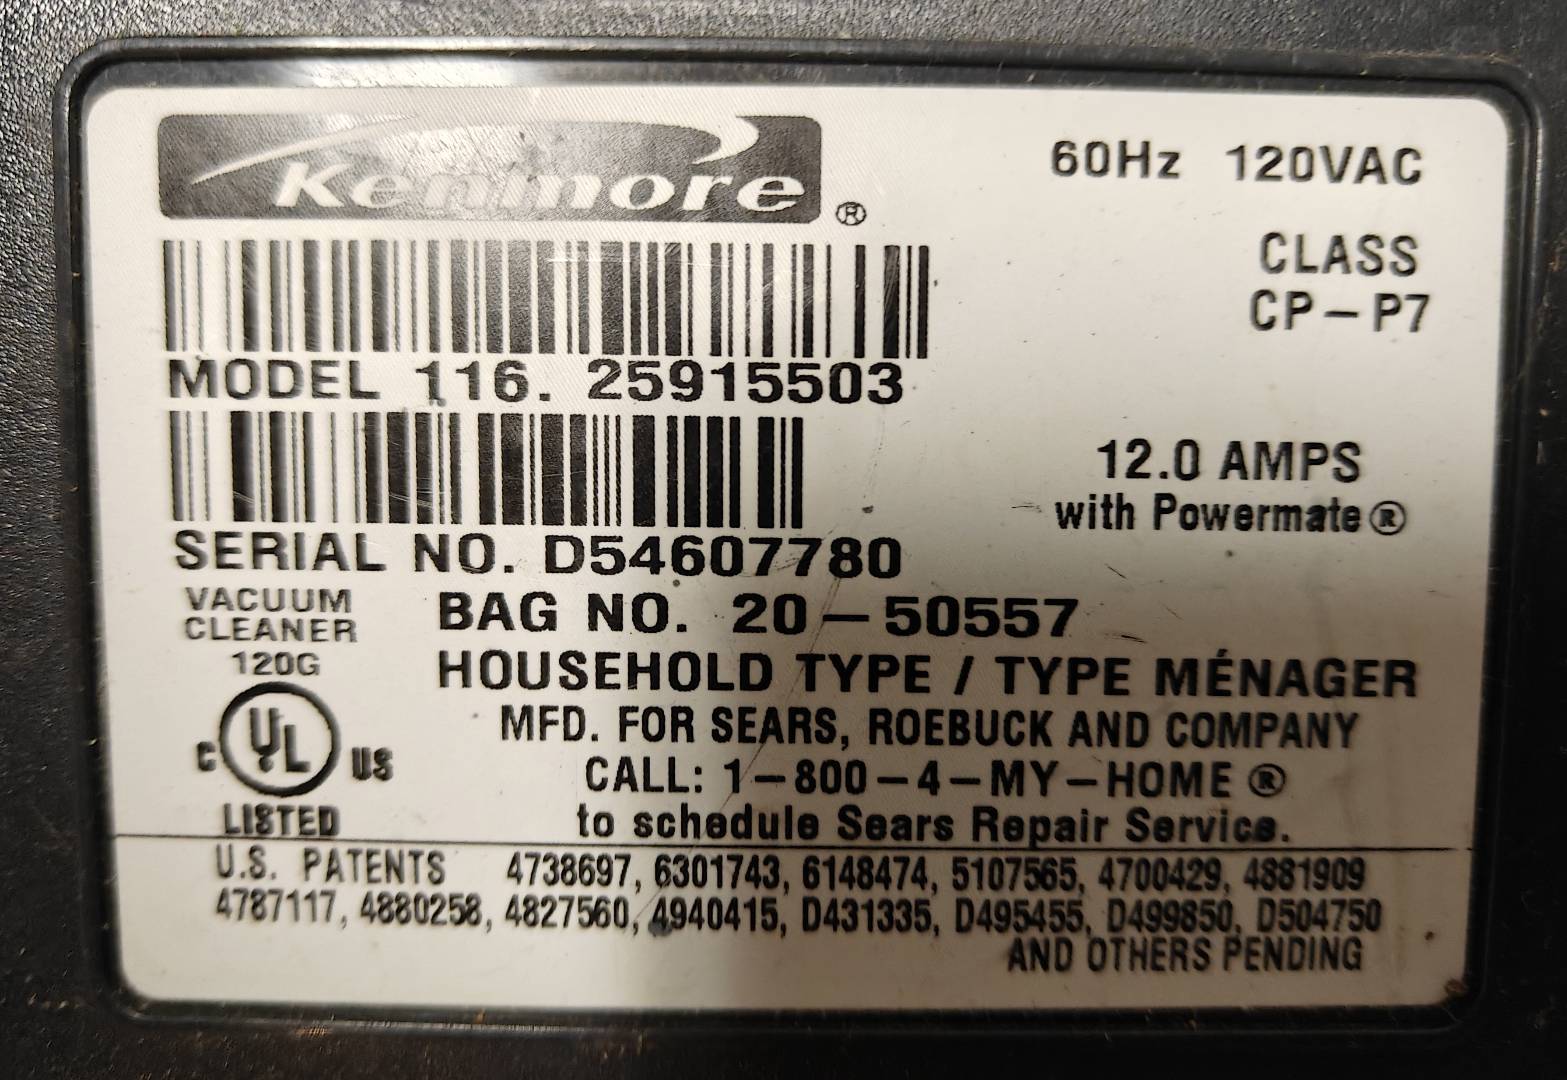 Kenmore®
60Hz 120VAC
CLASS
CP-P7
MODEL 116. 25915503
12.0 AMPS
with Powermate®
SERIAL NO. D54607780
VACUUM
CLEANER
120G
BAG NO. 20-50557
HOUSEHOLD TYPE / TYPE MÉNAGER
MFD. FOR SEARS, ROEBUCK AND COMPANY
CALL: 1-800-4-MY-HOME®
to schedule Sears Repair Service.
C UL US
LISTED
U.S. PATENTS 4738697, 6301743, 6148474, 5107565, 4700429, 4881909
4787117, 4880258, 4827560, 4940415, D431335, D495455, D499850, D504750
AND OTHERS PENDING